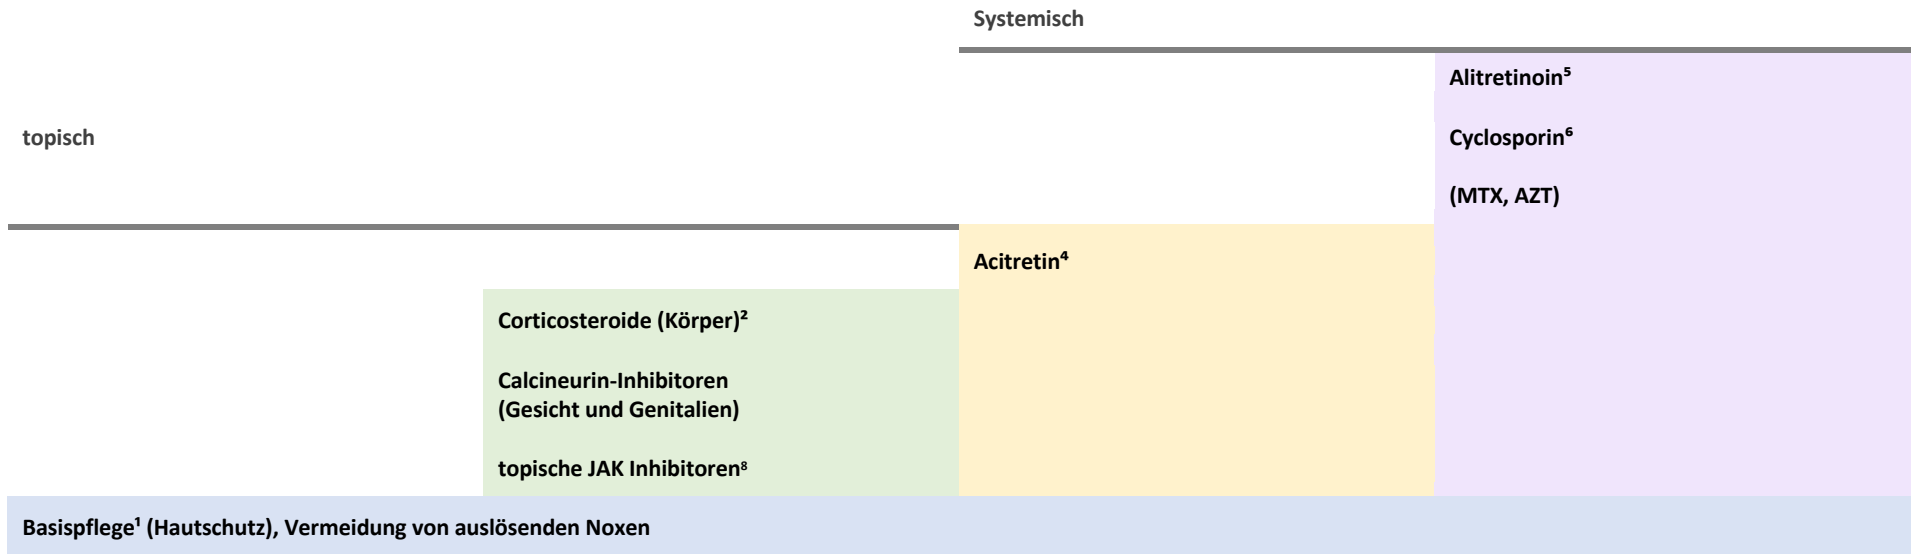 Systemisch
topisch
Alitretinoin⁵
Cyclosporin⁶
(MTX, AZT)
Acitretin⁴
Corticosteroide (Körper)²
Calcineurin-Inhibitoren
(Gesicht und Genitalien)
topische JAK Inhibitoren⁸
Basispflege¹ (Hautschutz), Vermeidung von auslösenden Noxen